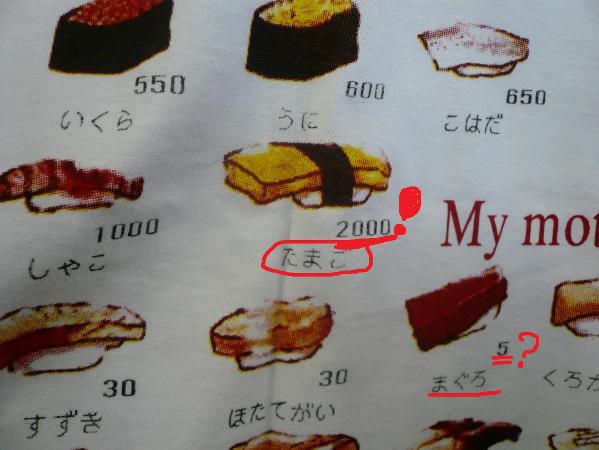 550
600
650
いくら
うに
こはだ
1000
2000
!
My mot
しゃこ
たまご
5
?
30
30
まぐろ
くろか
すずき
ほたてがい